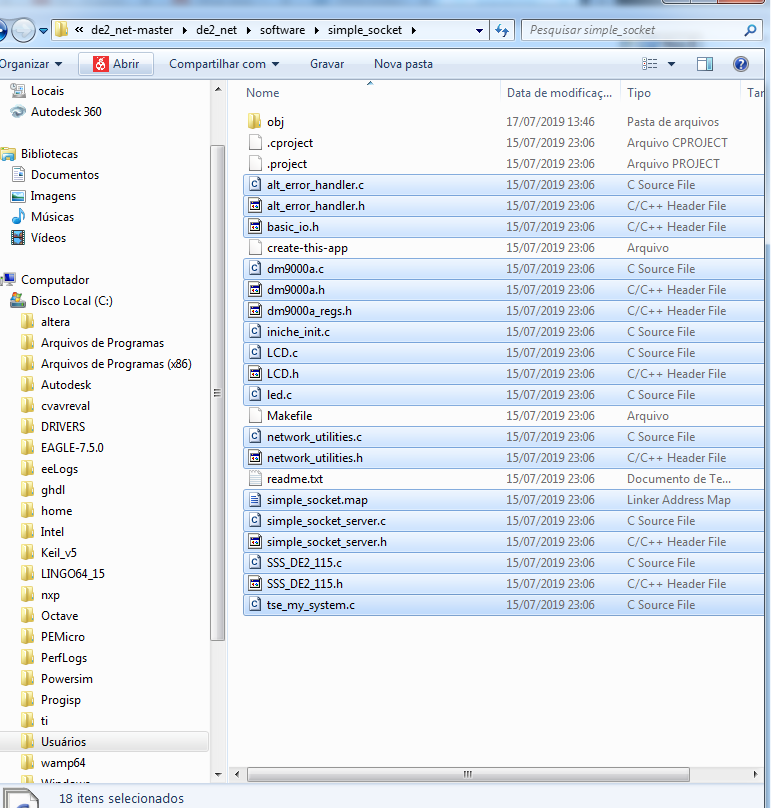 « de2_net-master ▸ de2_net ▸ software ▸ simple_socket ▸
Pesquisar simple_socket
Organizar Abrir Compartilhar com Gravar Nova pasta
Nome Data de modificaç... Tipo Tar
Locais
Autodesk 360
Bibliotecas
Documentos
Imagens
Músicas
Vídeos
Computador
Disco Local (C:)
altera
Arquivos de Programas
Arquivos de Programas (x86)
Autodesk
cvavreval
DRIVERS
EAGLE-7.5.0
eeLogs
ghdl
home
Intel
Keil_v5
LINGO64_15
nxp
Octave
PEMicro
PerfLogs
Powersim
Progisp
ti
Usuários
wamp64
Windows
obj 17/07/2019 13:46 Pasta de arquivos
.cproject 15/07/2019 23:06 Arquivo CPROJECT
.project 15/07/2019 23:06 Arquivo PROJECT
alt_error_handler.c 15/07/2019 23:06 C Source File
alt_error_handler.h 15/07/2019 23:06 C/C++ Header File
basic_io.h 15/07/2019 23:06 C/C++ Header File
create-this-app 15/07/2019 23:06 Arquivo
dm9000a.c 15/07/2019 23:06 C Source File
dm9000a.h 15/07/2019 23:06 C/C++ Header File
dm9000a_regs.h 15/07/2019 23:06 C/C++ Header File
iniche_init.c 15/07/2019 23:06 C Source File
LCD.c 15/07/2019 23:06 C Source File
LCD.h 15/07/2019 23:06 C/C++ Header File
led.c 15/07/2019 23:06 C Source File
Makefile 15/07/2019 23:06 Arquivo
network_utilities.c 15/07/2019 23:06 C Source File
network_utilities.h 15/07/2019 23:06 C/C++ Header File
readme.txt 15/07/2019 23:06 Documento de Te...
simple_socket.map 15/07/2019 23:06 Linker Address Map
simple_socket_server.c 15/07/2019 23:06 C Source File
simple_socket_server.h 15/07/2019 23:06 C/C++ Header File
SSS_DE2_115.c 15/07/2019 23:06 C Source File
SSS_DE2_115.h 15/07/2019 23:06 C/C++ Header File
tse_my_system.c 15/07/2019 23:06 C Source File
18 itens selecionados